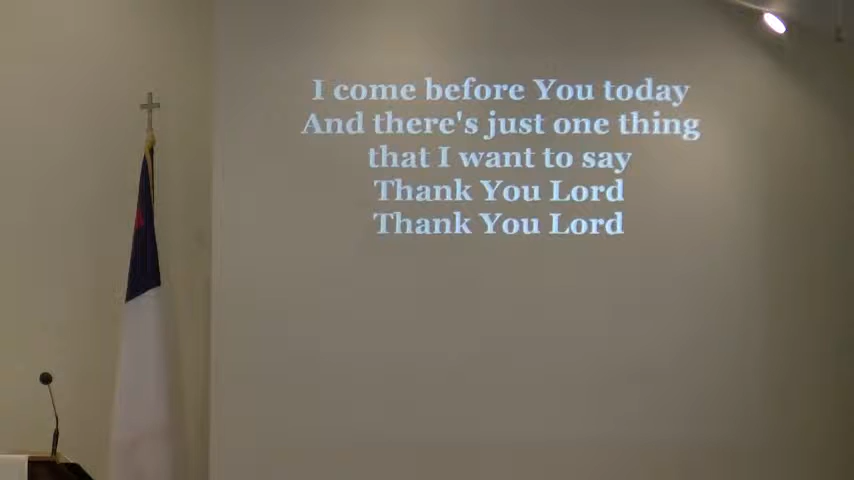 I come before You today
And there's just one thing
that I want to say
Thank You Lord
Thank You Lord